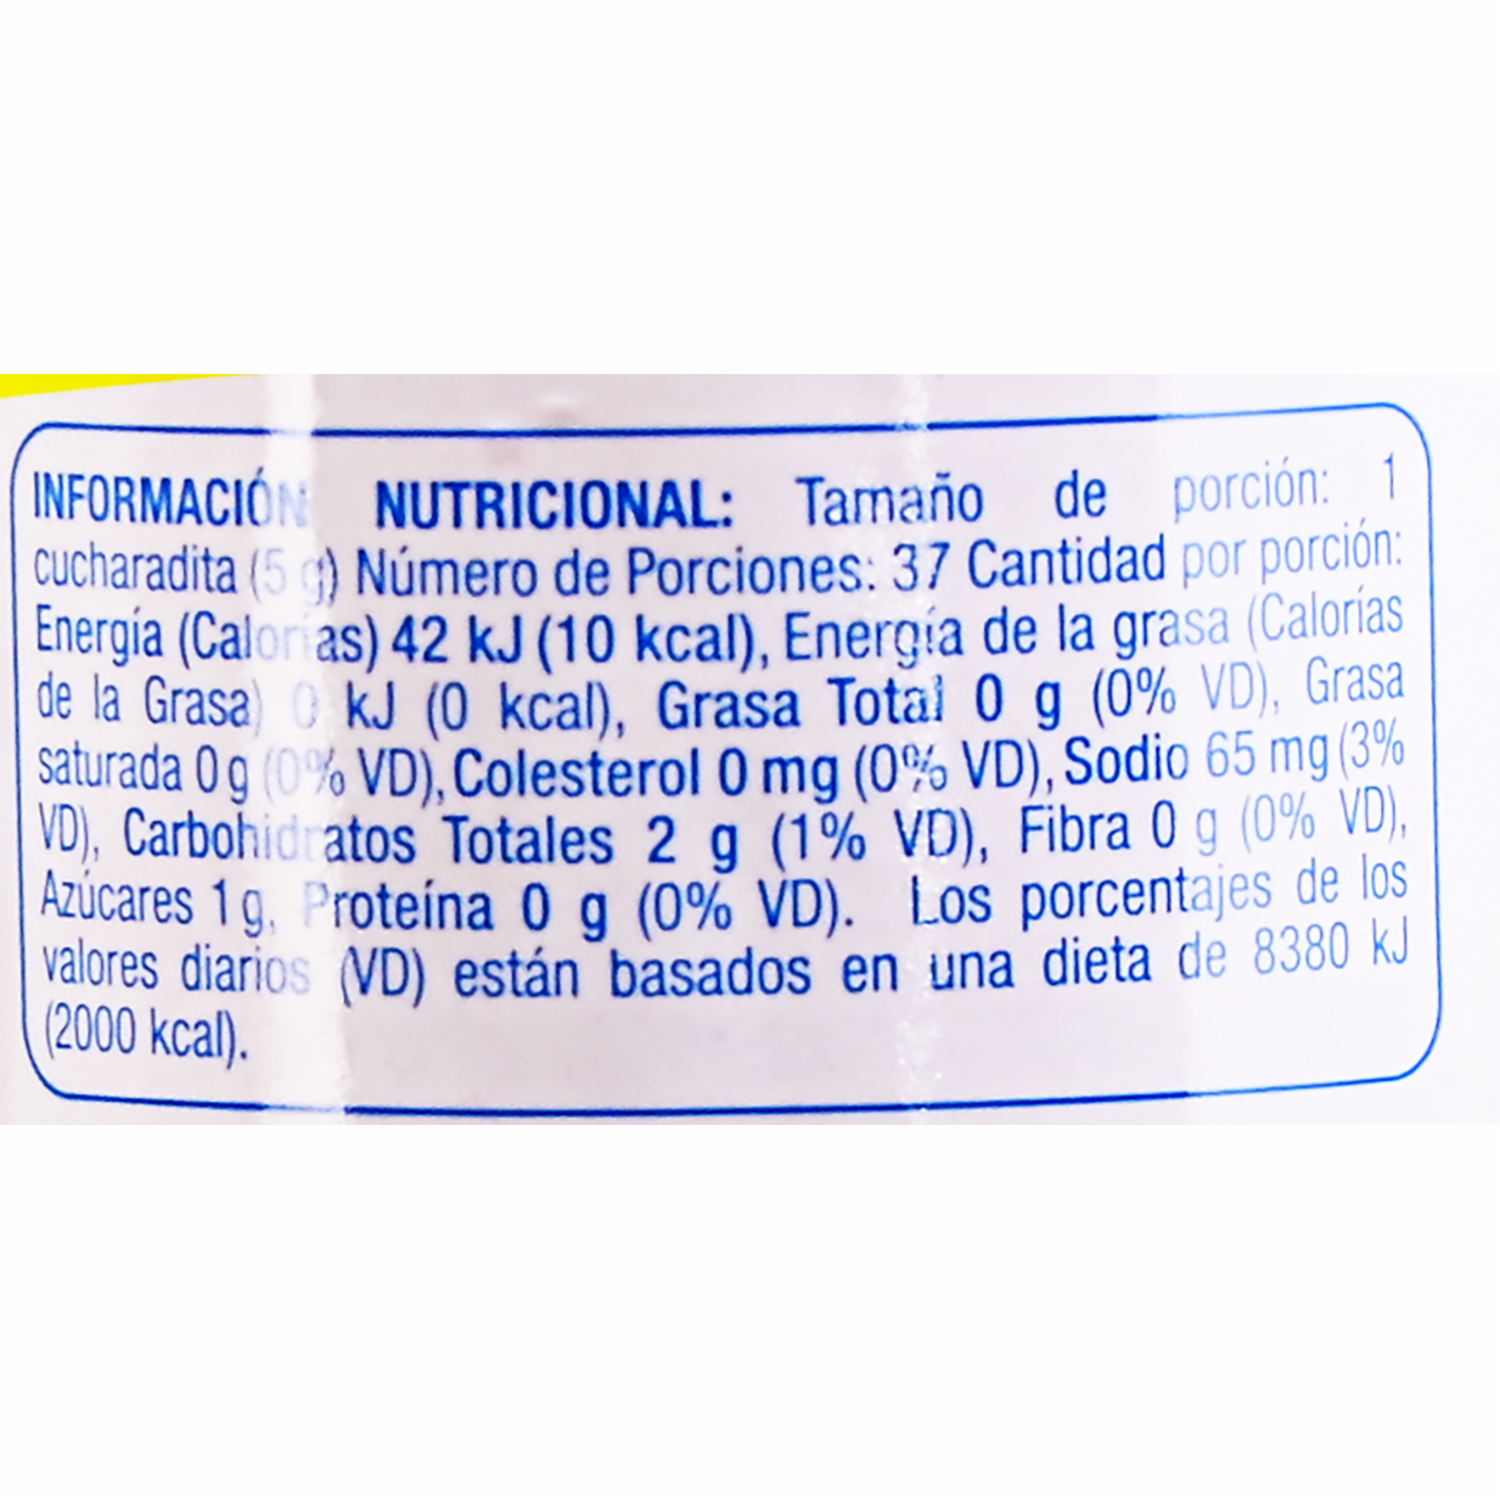 INFORMACIÓN NUTRICIONAL: Tamaño de porción: 1
cucharadita (5 g) Número de Porciones: 37 Cantidad por porción:
Energía (Calorías) 42 kJ (10 kcal), Energía de la grasa (Calorías
de la Grasa) 0 kJ (0 kcal), Grasa Total 0 g (0% VD), Grasa
saturada 0 g (0% VD), Colesterol 0 mg (0% VD), Sodio 65 mg (3%
VD), Carbohidratos Totales 2 g (1% VD), Fibra 0 g (0% VD),
Azúcares 1 g, Proteína 0 g (0% VD). Los porcentajes de los
valores diarios (VD) están basados en una dieta de 8380 kJ
(2000 kcal).